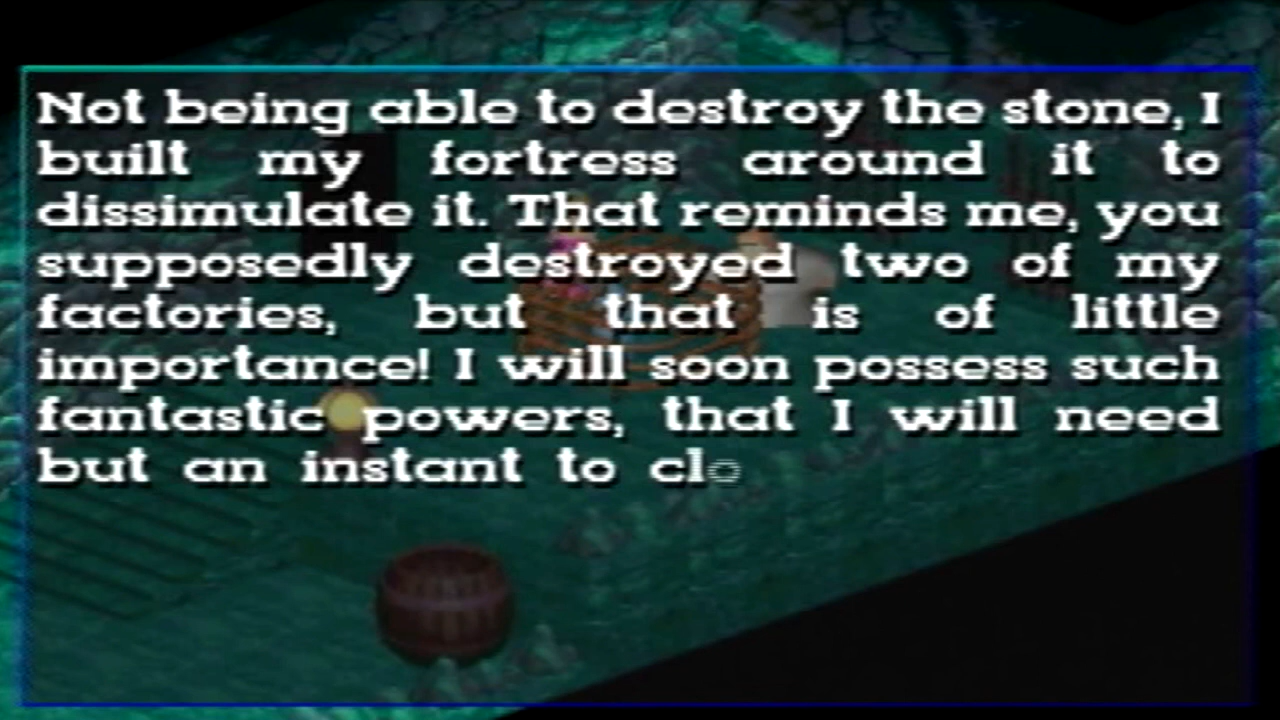 Not being able to destroy the stone, I
built my fortress around it to
dissimulate it. That reminds me, you
supposedly destroyed two of my
factories, but that is of little
importance! I will soon possess such
fantastic powers, that I will need
but an instant to clo